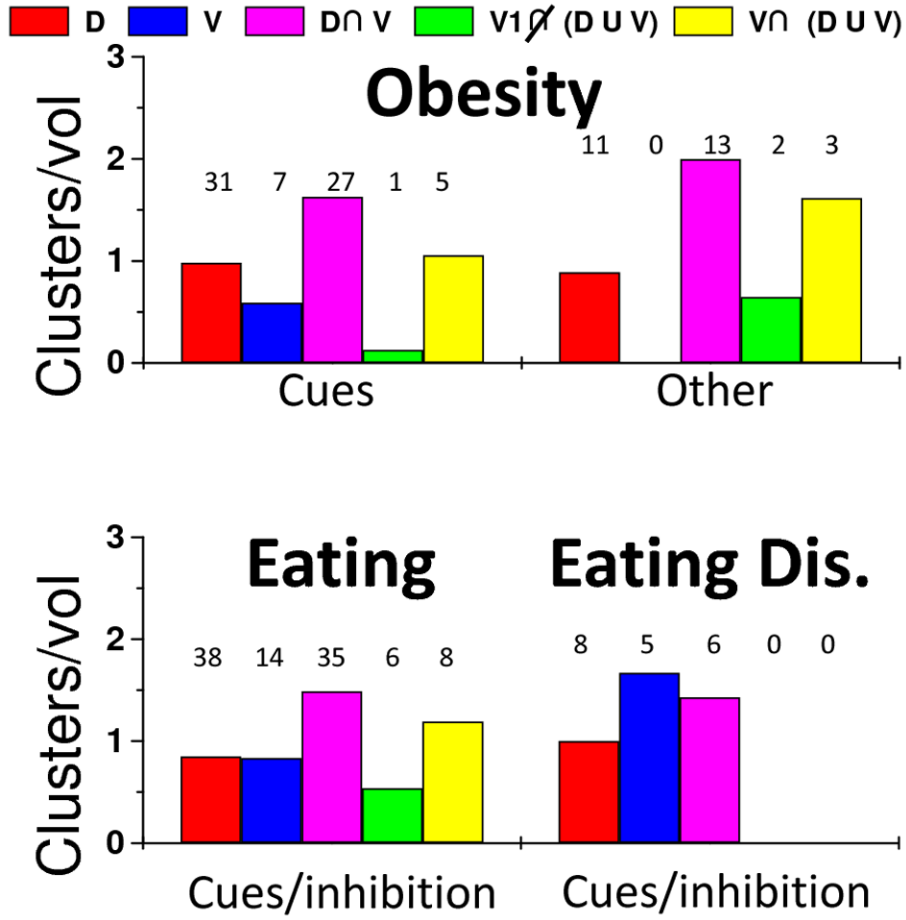 D V D∩ V V1∩̸ (D U V) V∩ (D U V)
Obesity
Clusters/vol
3
2
1
0
31 7 27 1 5
11 0 13 2 3
Cues Other
Eating Eating Dis.
Clusters/vol
3
2
1
0
38 14 35 6 8
8 5 6 0 0
Cues/inhibition Cues/inhibition